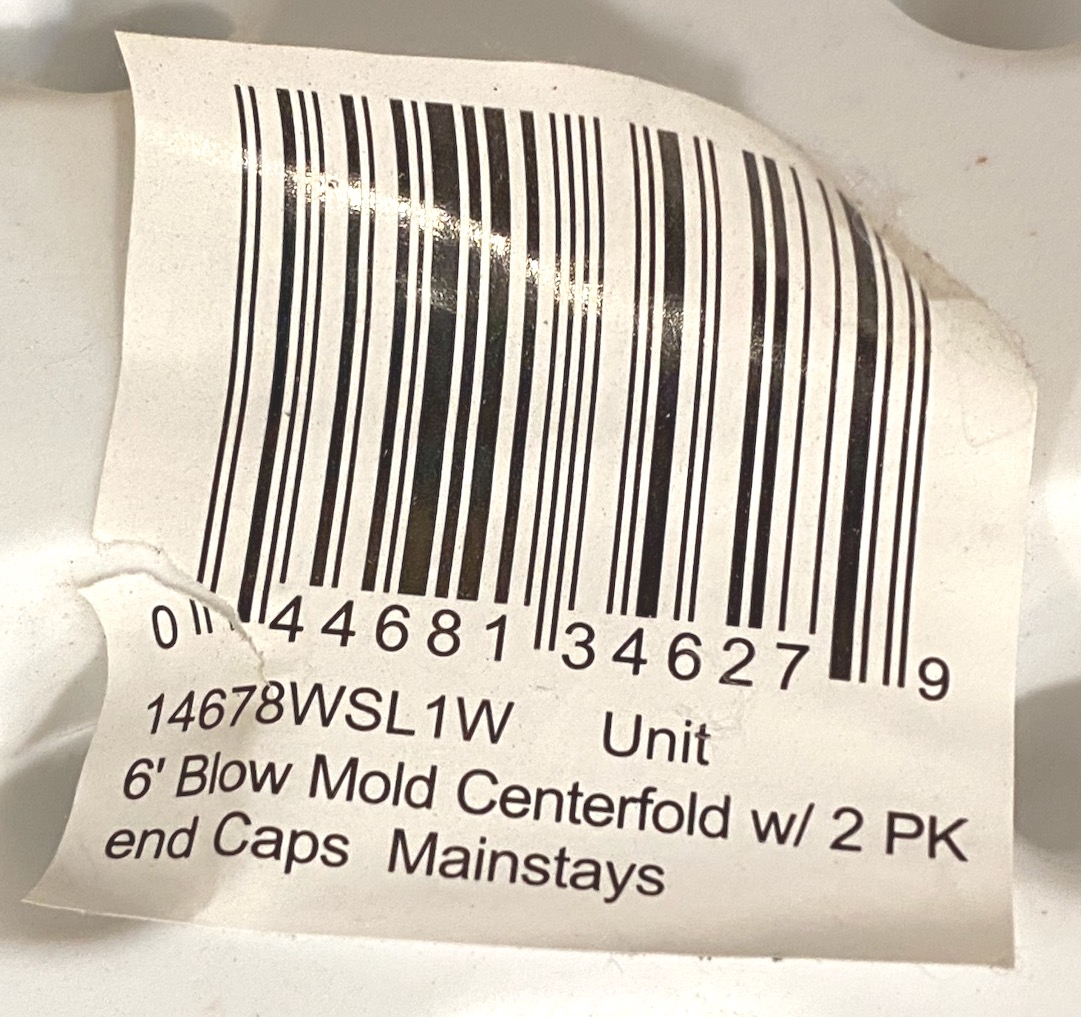 0 44681 34627 9
14678WSL1W Unit
6' Blow Mold Centerfold w/ 2 PK
end Caps Mainstays